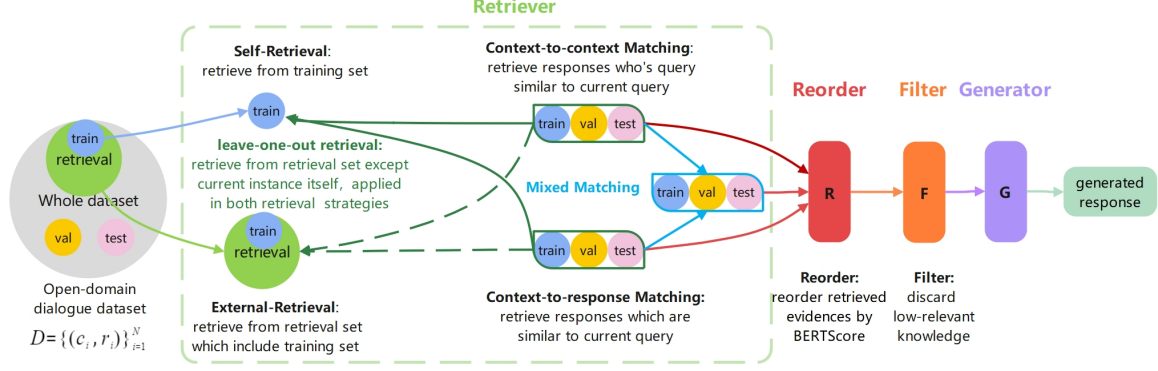 Retriever
Self-Retrieval:
retrieve from training set
train
leave-one-out retrieval:
retrieve from retrieval set except
current instance itself, applied
in both retrieval strategies
train
retrieval
External-Retrieval:
retrieve from retrieval set
which include training set
train
retrieval
Whole dataset
val
test
Open-domain
dialogue dataset
D={(c_i, r_i)}_{i=1}^N
Context-to-context Matching:
retrieve responses who's query
similar to current query
train val test
Mixed Matching
train val test
train val test
Context-to-response Matching:
retrieve responses which are
similar to current query
Reorder
R
Reorder:
reorder retrieved
evidences by
BERTScore
Filter
F
Filter:
discard
low-relevant
knowledge
Generator
G
generated
response